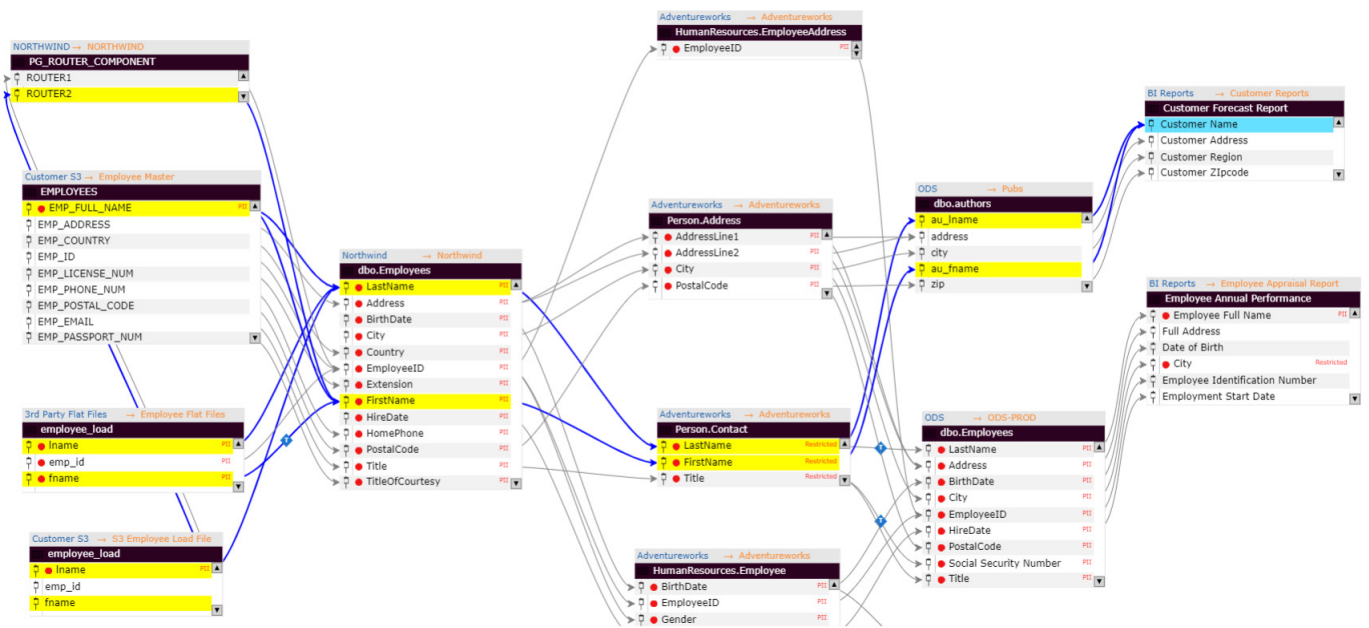 NORTHWIND → NORTHWIND
PG_ROUTER_COMPONENT
ROUTER1
ROUTER2
Customer S3 → Employee Master
EMPLOYEES
EMP_FULL_NAME PII
EMP_ADDRESS
EMP_COUNTRY
EMP_ID
EMP_LICENSE_NUM
EMP_PHONE_NUM
EMP_POSTAL_CODE
EMP_EMAIL
EMP_PASSPORT_NUM
3rd Party Flat Files → Employee Flat Files
employee_load
lname PII
emp_id PII
fname PII
Customer S3 → S3 Employee Load File
employee_load
lname PII
emp_id
fname
T
Northwind → Northwind
dbo.Employees
LastName PII
Address PII
BirthDate PII
City PII
Country PII
EmployeeID PII
Extension PII
FirstName PII
HireDate PII
HomePhone PII
PostalCode PII
Title PII
TitleOfCourtesy PII
Adventureworks → Adventureworks
HumanResources.EmployeeAddress
EmployeeID PII
Adventureworks → Adventureworks
Person.Address
AddressLine1 PII
AddressLine2 PII
City PII
PostalCode PII
Adventureworks → Adventureworks
Person.Contact
LastName Restricted
FirstName Restricted
Title Restricted
Adventureworks → Adventureworks
HumanResources.Employee
BirthDate PII
EmployeeID PII
Gender PII
T
T
ODS → Pubs
dbo.authors
au_lname
address
city
au_fname
zip
ODS → ODS-PROD
dbo.Employees
LastName PII
Address PII
BirthDate PII
City PII
EmployeeID PII
HireDate PII
PostalCode PII
Social Security Number PII
Title PII
BI Reports → Customer Reports
Customer Forecast Report
Customer Name
Customer Address
Customer Region
Customer ZIpcode
BI Reports → Employee Appraisal Report
Employee Annual Performance
Employee Full Name PII
Full Address
Date of Birth
City Restricted
Employee Identification Number
Employment Start Date